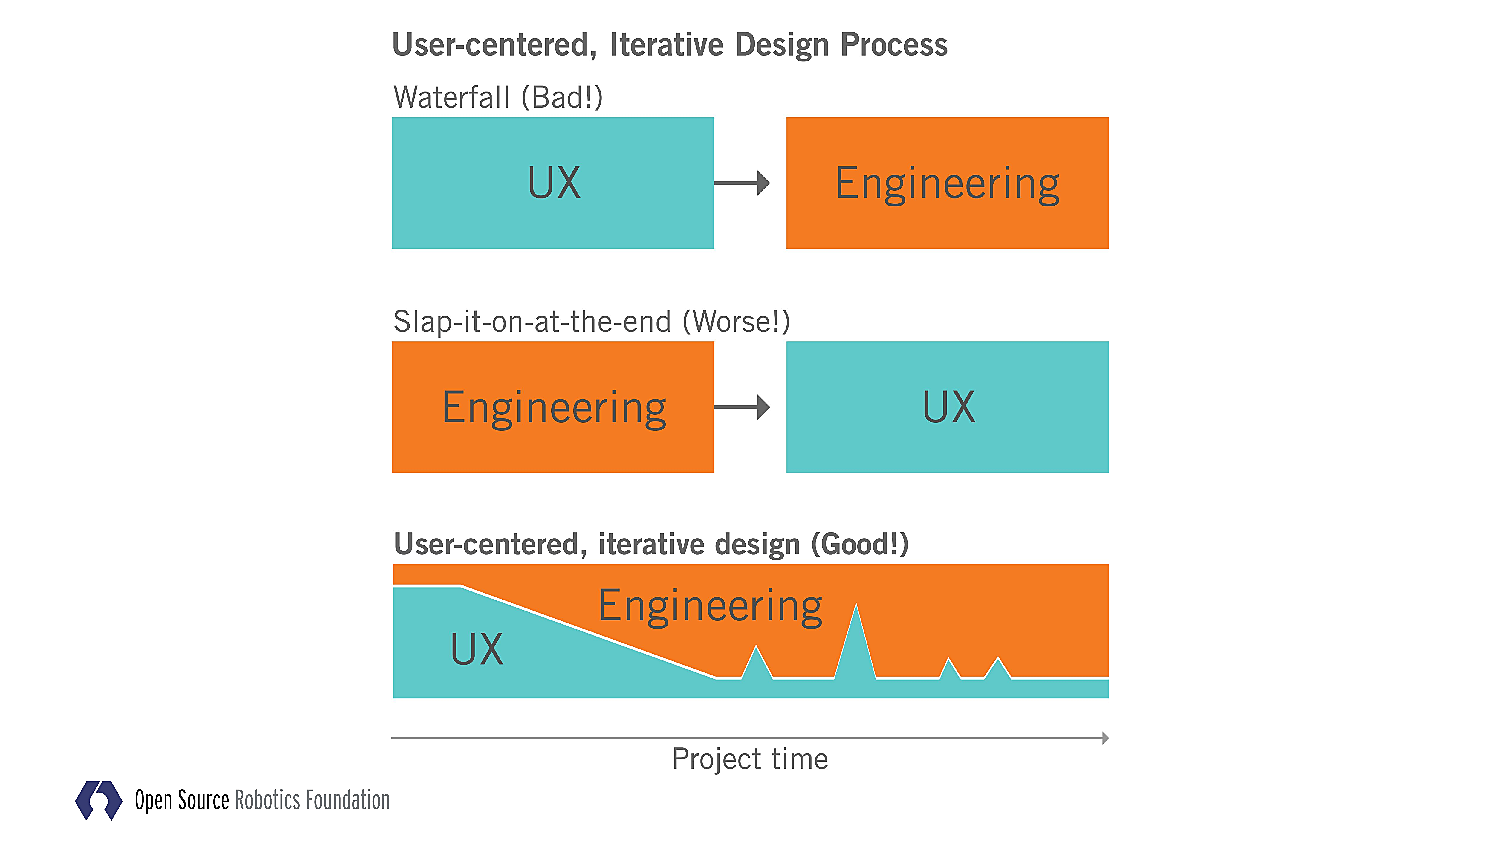 User-centered, Iterative Design Process
Waterfall (Bad!)
UX
Engineering
Slap-it-on-at-the-end (Worse!)
Engineering
UX
User-centered, iterative design (Good!)
Engineering
UX
Project time
Open Source Robotics Foundation